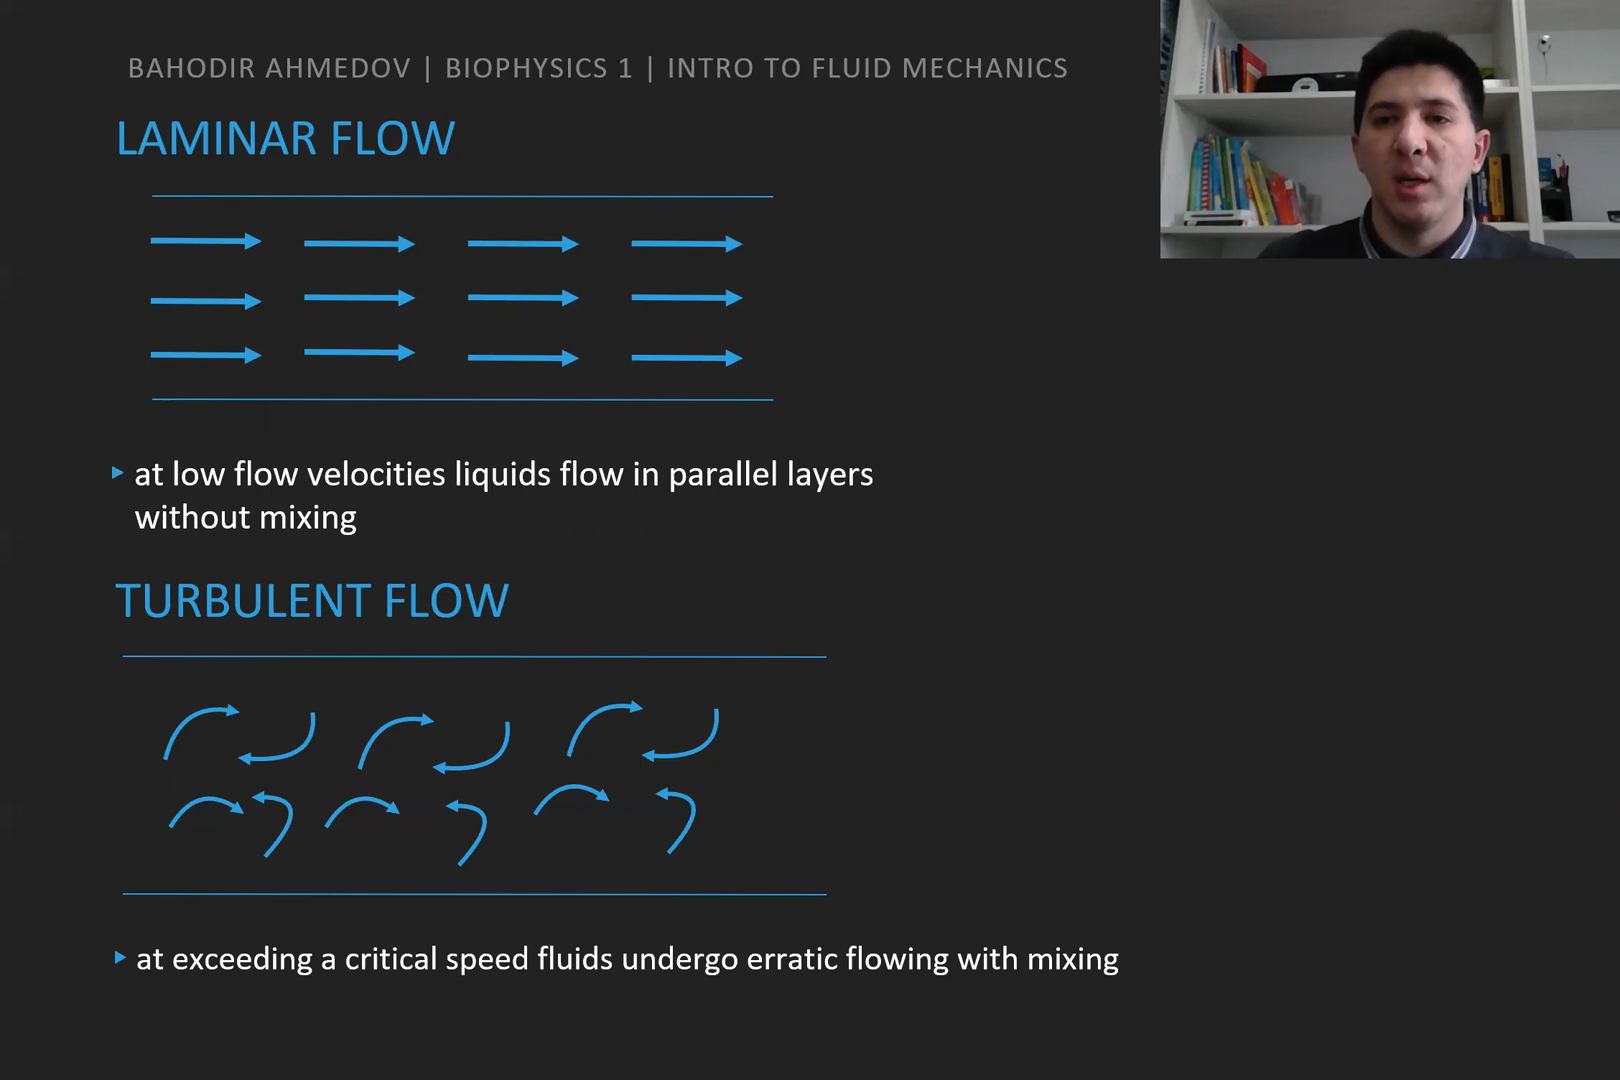 BAHODIR AHMEDOV | BIOPHYSICS 1 | INTRO TO FLUID MECHANICS
LAMINAR FLOW
at low flow velocities liquids flow in parallel layers
without mixing
TURBULENT FLOW
at exceeding a critical speed fluids undergo erratic flowing with mixing